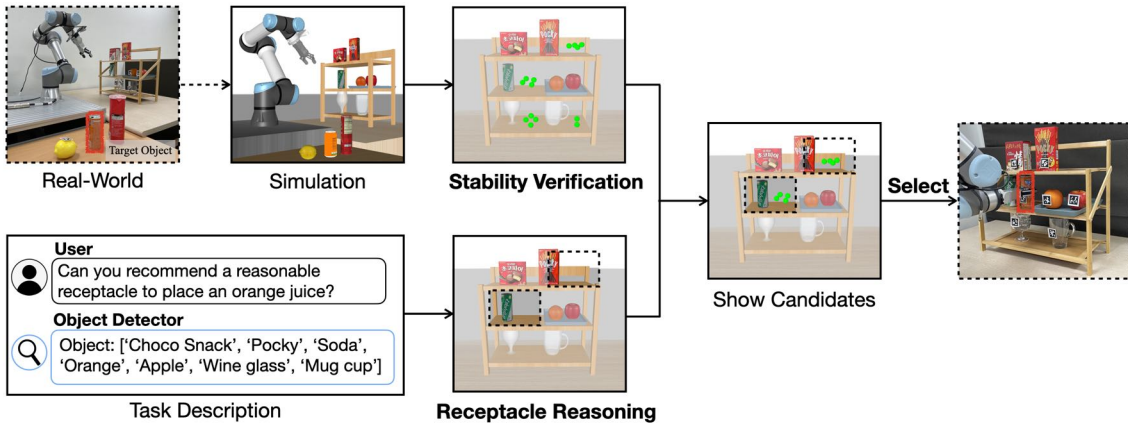 Target Object
Real-World
Simulation
Stability Verification
User
Can you recommend a reasonable
receptacle to place an orange juice?
Object Detector
Object: [‘Choco Snack’, ‘Pocky’, ‘Soda’,
‘Orange’, ‘Apple’, ‘Wine glass’, ‘Mug cup’]
Task Description
Receptacle Reasoning
Show Candidates
Select